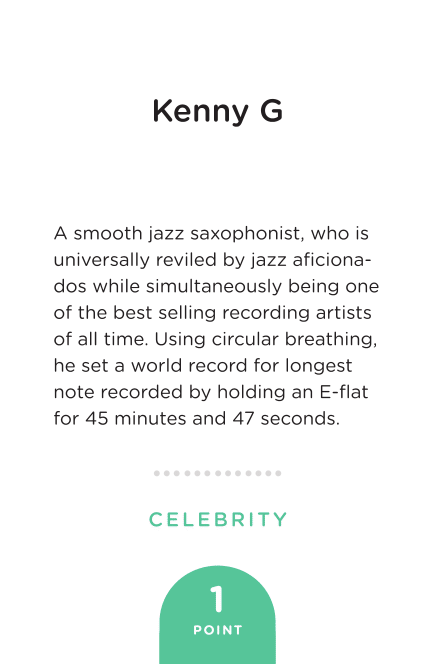 Kenny G
A smooth jazz saxophonist, who is
universally reviled by jazz aficiona-
dos while simultaneously being one
of the best selling recording artists
of all time. Using circular breathing,
he set a world record for longest
note recorded by holding an E-flat
for 45 minutes and 47 seconds.
CELEBRITY
1
POINT